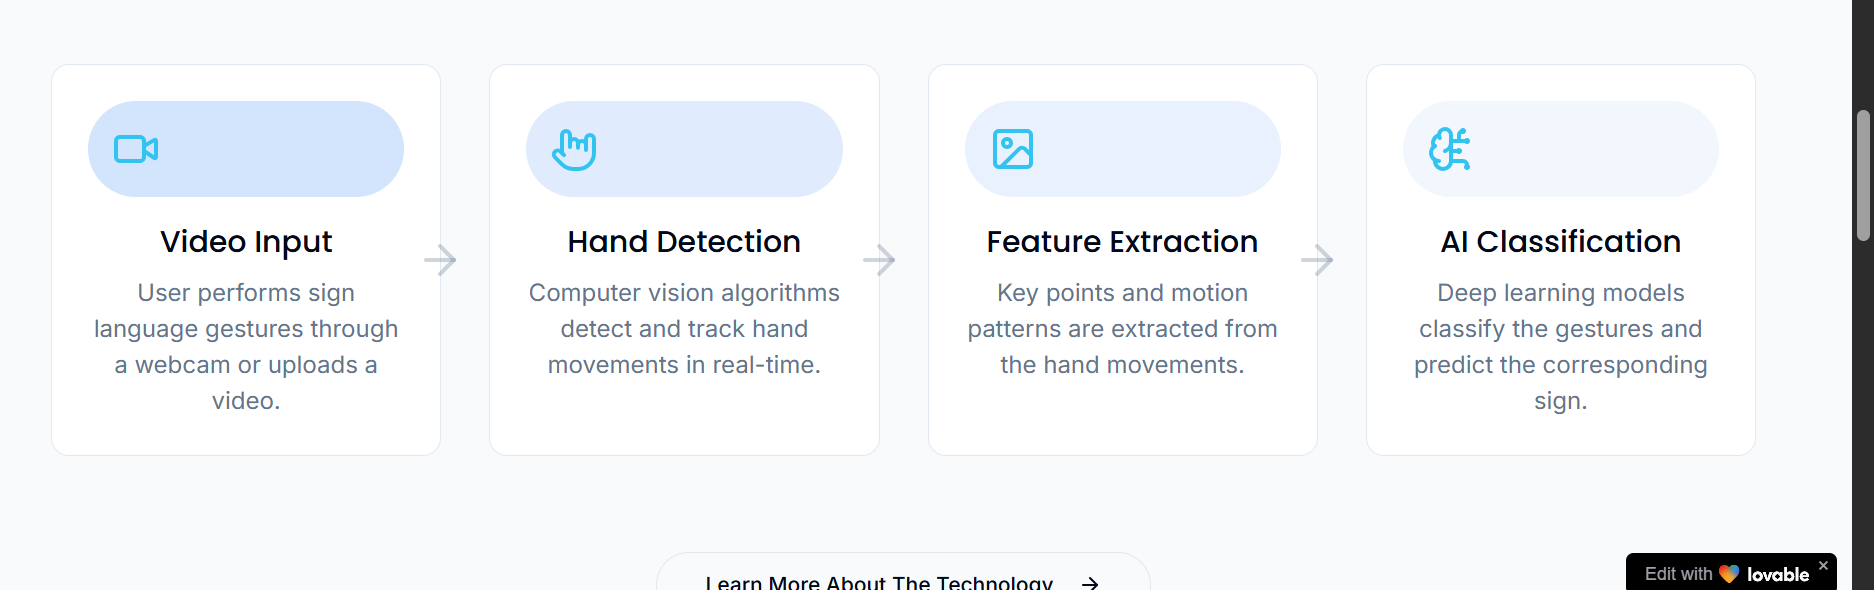 Video Input
User performs sign
language gestures through
a webcam or uploads a
video.
Hand Detection
Computer vision algorithms
detect and track hand
movements in real-time.
Feature Extraction
Key points and motion
patterns are extracted from
the hand movements.
AI Classification
Deep learning models
classify the gestures and
predict the corresponding
sign.
Learn More About The Technology
Edit with lovable